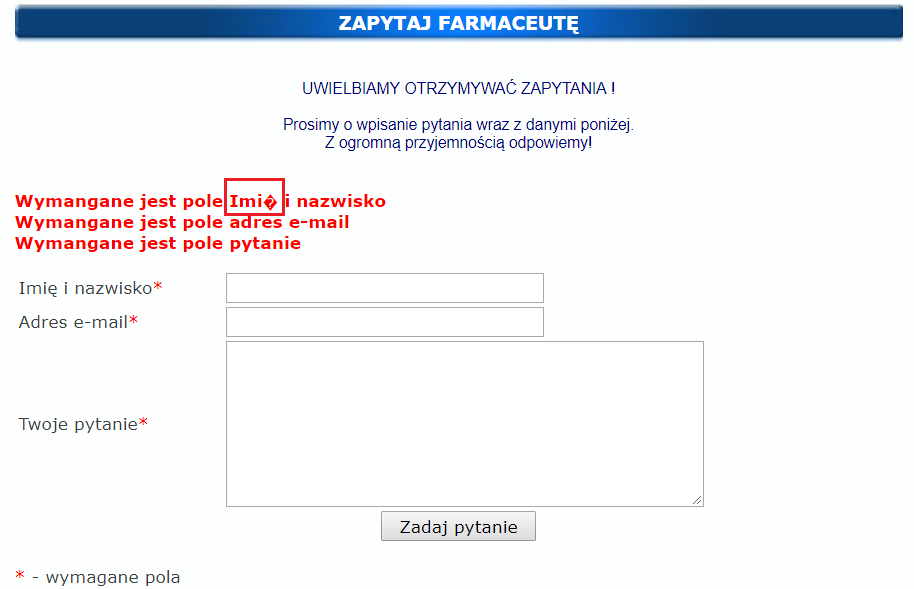 ZAPYTAJ FARMACEUTĘ
UWIELBIAMY OTRZYMYWAĆ ZAPYTANIA !
Prosimy o wpisanie pytania wraz z danymi poniżej.
Z ogromną przyjemnością odpowiemy!
Wymangane jest pole Imi� i nazwisko
Wymangane jest pole adres e-mail
Wymangane jest pole pytanie
Imię i nazwisko*
Adres e-mail*
Twoje pytanie*
Zadaj pytanie
* - wymagane pola